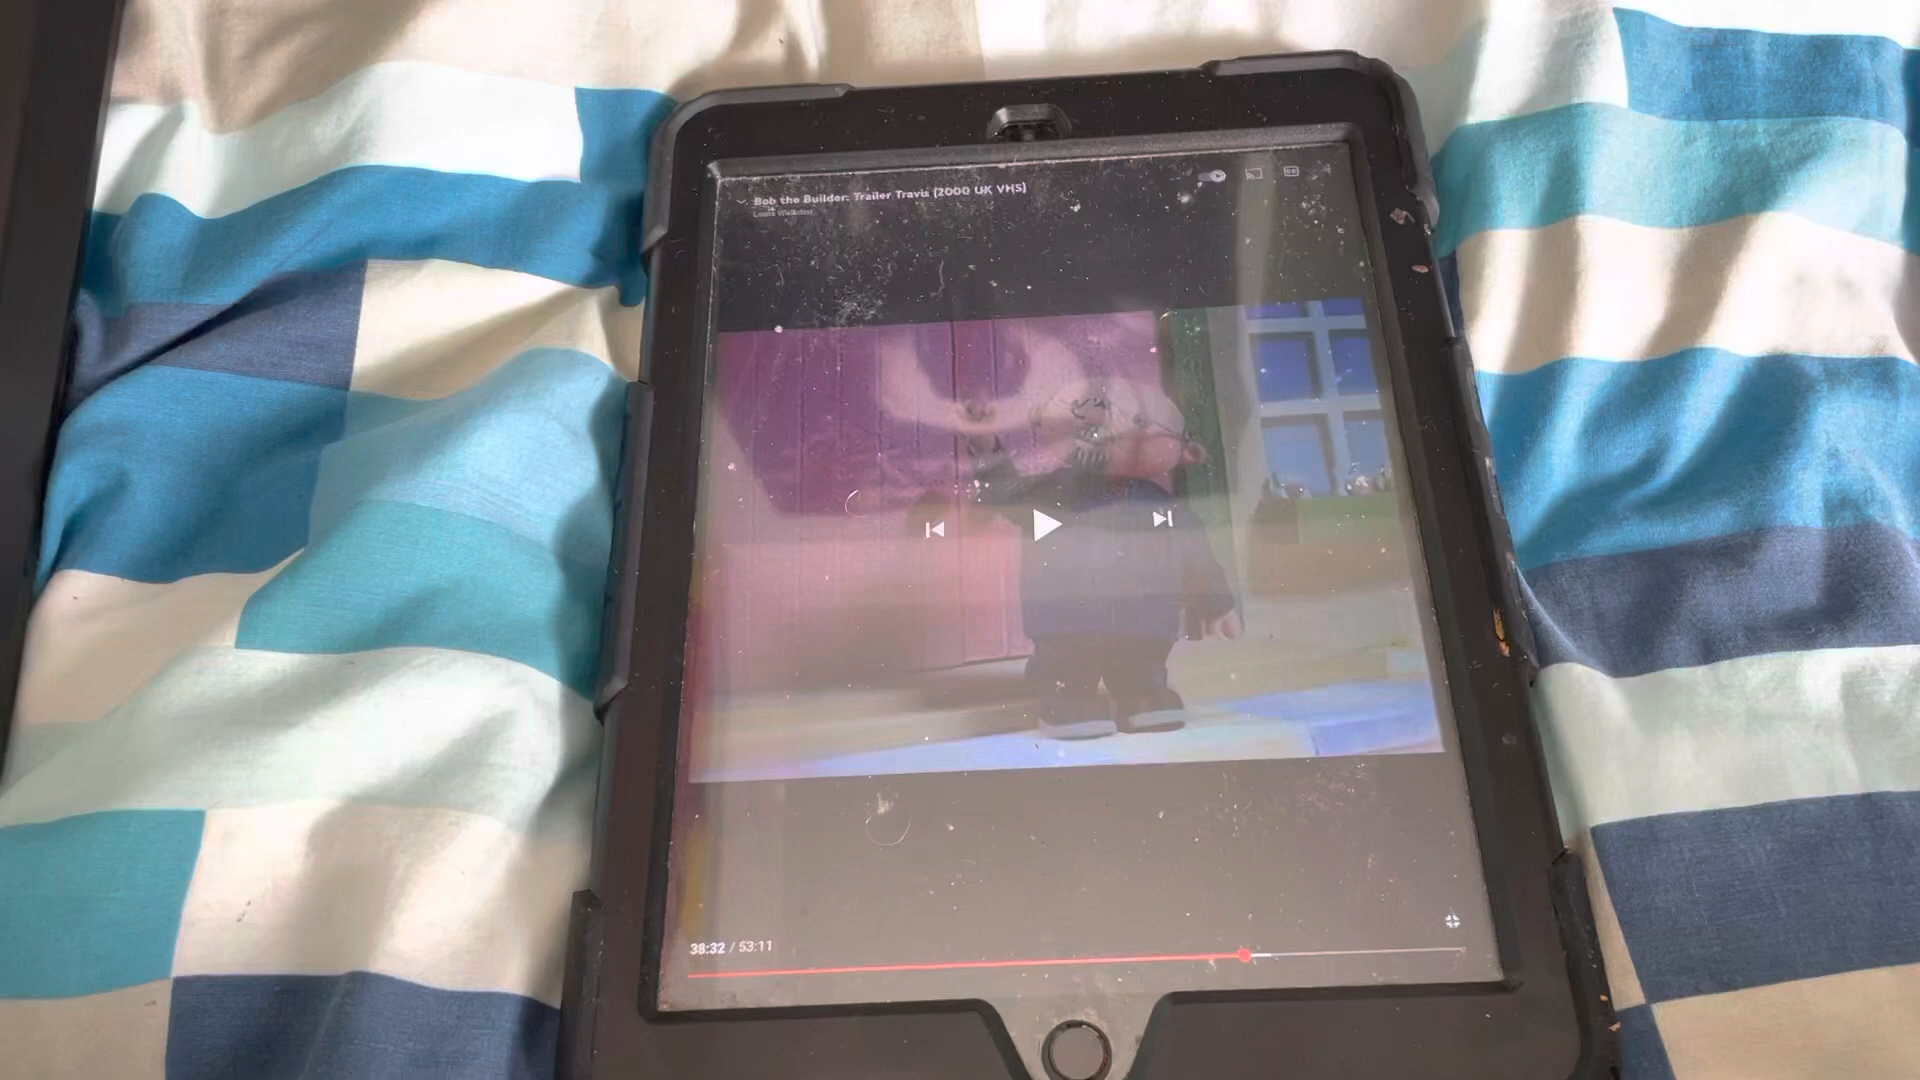 Bob the Builder: Trailer Travis (2000 UK VHS)
38:32 / 53:11